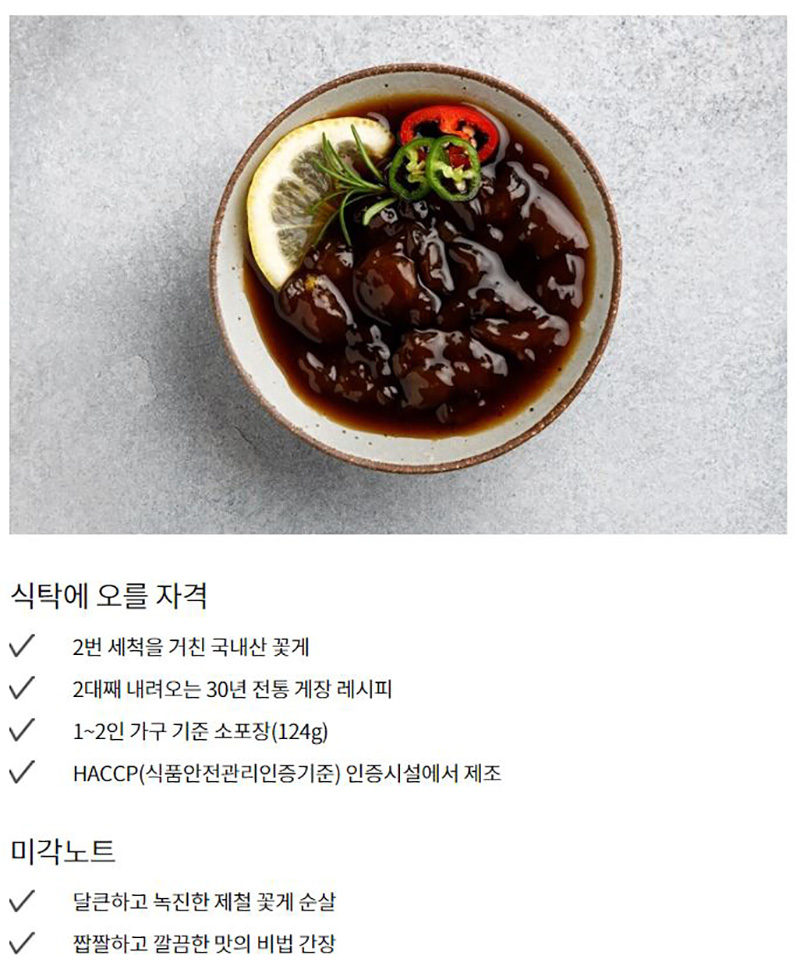 식탁에 오를 자격
2번 세척을 거친 국내산 꽃게
2대째 내려오는 30년 전통 게장 레시피
1~2인 가구 기준 소포장(124g)
HACCP(식품안전관리인증기준) 인증시설에서 제조
미각노트
달큰하고 녹진한 제철 꽃게 순살
짭짤하고 깔끔한 맛의 비법 간장